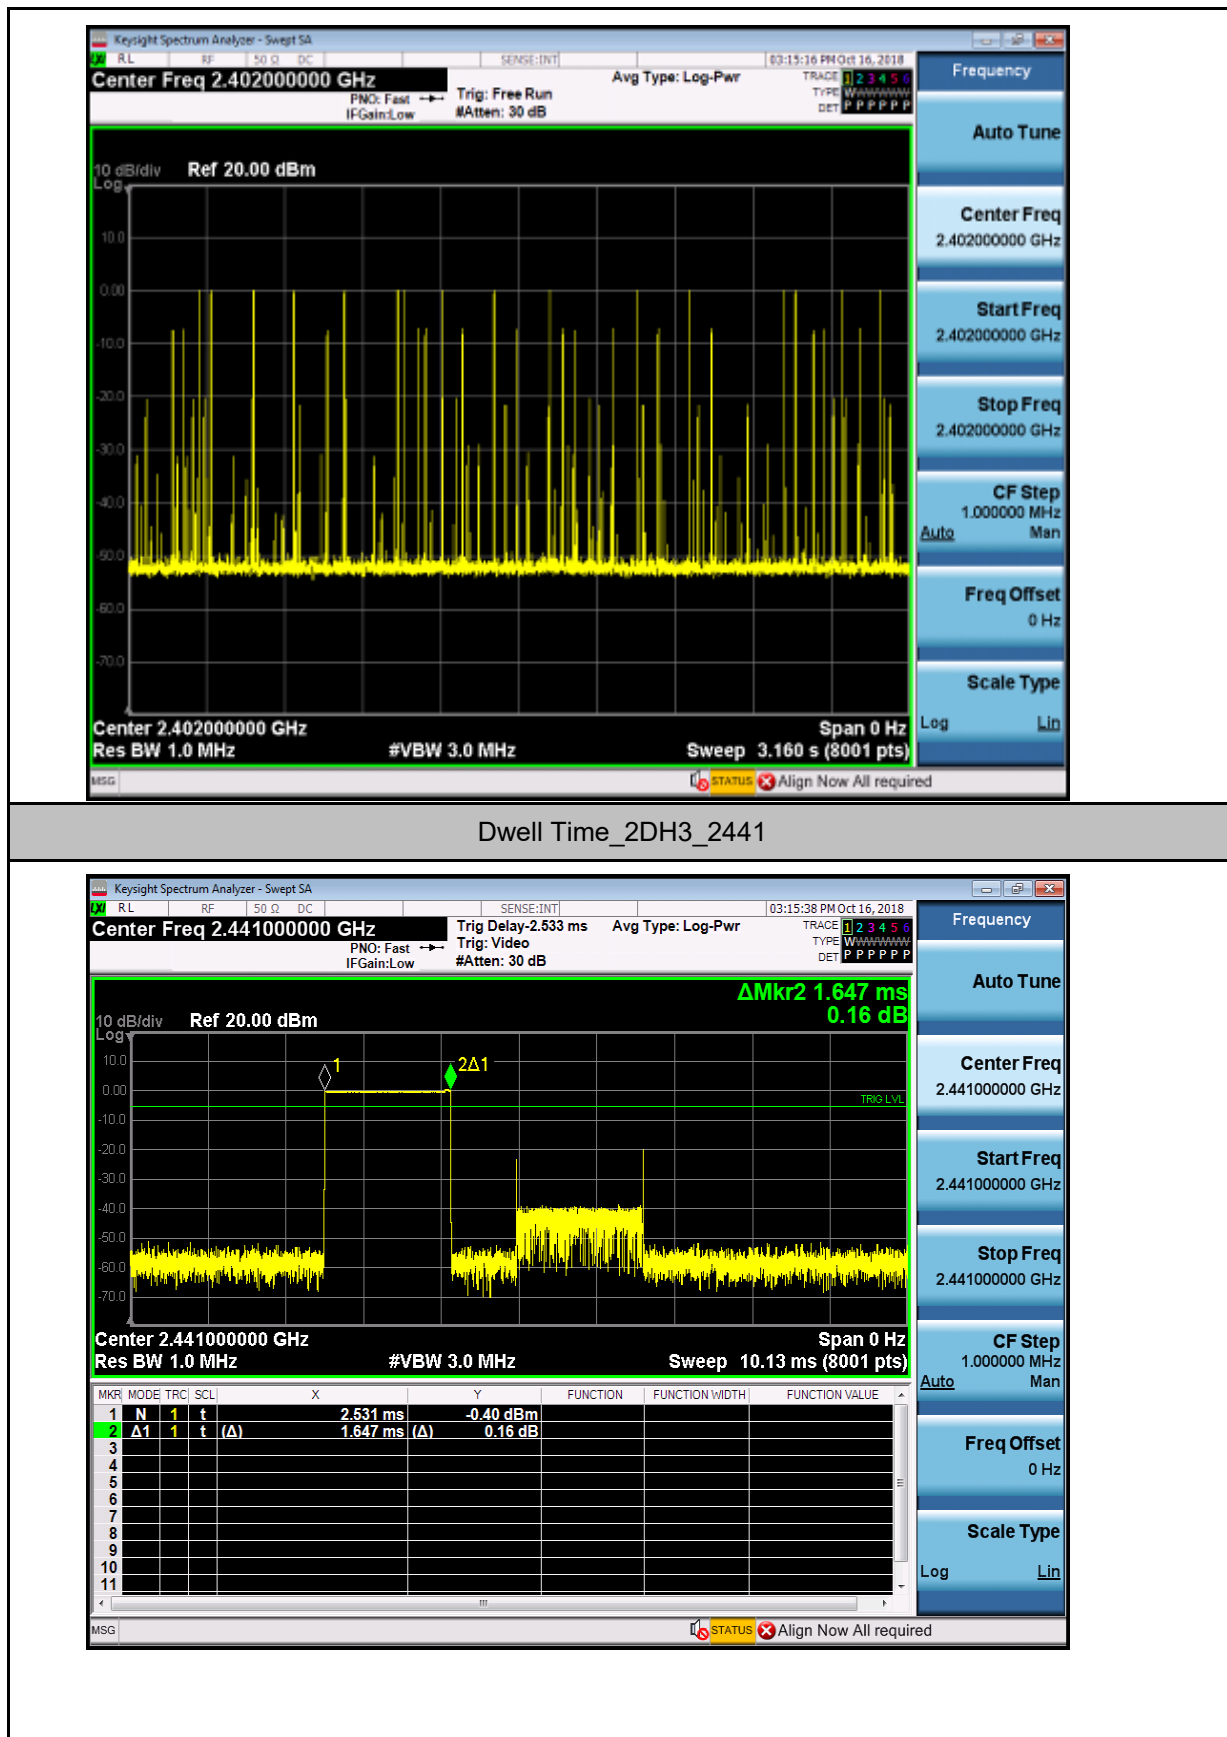 Keysight Spectrum Analyzer - Swept SA
LXI RL RF 50 Ω DC SENSE:INT 03:15:16 PM Oct 16, 2018
Center Freq 2.402000000 GHz Avg Type: Log-Pwr TRACE 1 2 3 4 5 6
PNO: Fast Trig: Free Run TYPE WWWWWW
IFGain:Low #Atten: 30 dB DET P P P P P P
10 dB/div Ref 20.00 dBm
Log
10.0
0.00
-10.0
-20.0
-30.0
-40.0
-50.0
-60.0
-70.0
Center 2.402000000 GHz Span 0 Hz
Res BW 1.0 MHz #VBW 3.0 MHz Sweep 3.160 s (8001 pts)
MSG STATUS Align Now All required
Frequency
Auto Tune
Center Freq
2.402000000 GHz
Start Freq
2.402000000 GHz
Stop Freq
2.402000000 GHz
CF Step
1.000000 MHz
Auto Man
Freq Offset
0 Hz
Scale Type
Log Lin
Dwell Time_2DH3_2441
Keysight Spectrum Analyzer - Swept SA
LXI RL RF 50 Ω DC SENSE:INT 03:15:38 PM Oct 16, 2018
Center Freq 2.441000000 GHz Trig Delay-2.533 ms Avg Type: Log-Pwr TRACE 1 2 3 4 5 6
PNO: Fast Trig: Video TYPE WWWWWW
IFGain:Low #Atten: 30 dB DET P P P P P P
ΔMkr2 1.647 ms
0.16 dB
10 dB/div Ref 20.00 dBm
Log
10.0
0.00
-10.0
-20.0
-30.0
-40.0
-50.0
-60.0
-70.0
1
2Δ1
TRIG LVL
Center 2.441000000 GHz Span 0 Hz
Res BW 1.0 MHz #VBW 3.0 MHz Sweep 10.13 ms (8001 pts)
MKR MODE TRC SCL X Y FUNCTION FUNCTION WIDTH FUNCTION VALUE
1 N 1 t 2.531 ms -0.40 dBm
2 Δ1 1 t (Δ) 1.647 ms (Δ) 0.16 dB
3
4
5
6
7
8
9
10
11
MSG STATUS Align Now All required
Frequency
Auto Tune
Center Freq
2.441000000 GHz
Start Freq
2.441000000 GHz
Stop Freq
2.441000000 GHz
CF Step
1.000000 MHz
Auto Man
Freq Offset
0 Hz
Scale Type
Log Lin